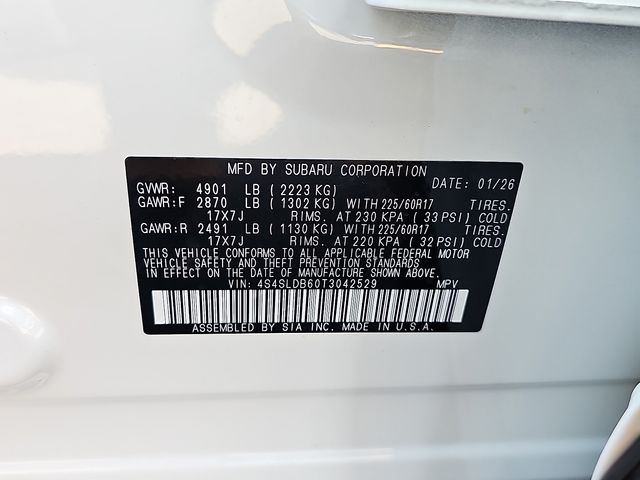 MFD BY SUBARU CORPORATION
GVWR: 4901 LB ( 2223 KG) DATE: 01/26
GAWR:F 2870 LB ( 1302 KG) WITH 225/60R17 TIRES.
17X7J RIMS. AT 230 KPA ( 33 PSI) COLD
GAWR:R 2491 LB ( 1130 KG) WITH 225/60R17 TIRES.
17X7J RIMS. AT 220 KPA ( 32 PSI) COLD
THIS VEHICLE CONFORMS TO ALL APPLICABLE FEDERAL MOTOR
VEHICLE SAFETY AND THEFT PREVENTION STANDARDS
IN EFFECT ON THE DATE OF MANUFACTURE SHOWN ABOVE.
VIN: 4S4SLDB60T3042529 MPV
ASSEMBLED BY SIA INC. MADE IN U.S.A.